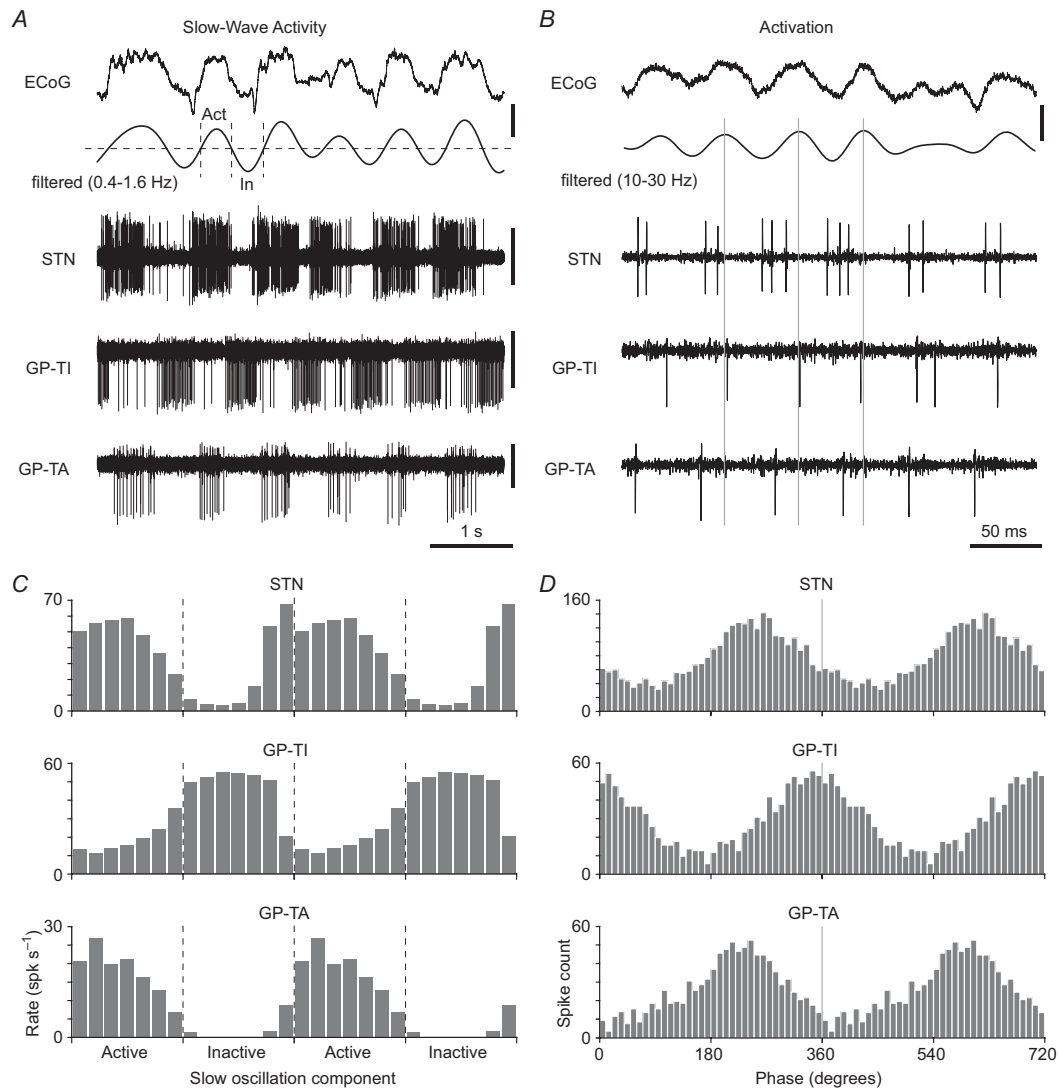 A
Slow-Wave Activity
ECoG
Act
filtered (0.4-1.6 Hz)
In
STN
GP-TI
GP-TA
1 s
B
Activation
ECoG
filtered (10-30 Hz)
STN
GP-TI
GP-TA
50 ms
C
STN
70
0
GP-TI
60
0
GP-TA
30
0
Rate (spk s⁻¹)
Active Inactive Active Inactive
Slow oscillation component
D
STN
160
0
GP-TI
60
0
GP-TA
60
0
Spike count
0 180 360 540 720
Phase (degrees)